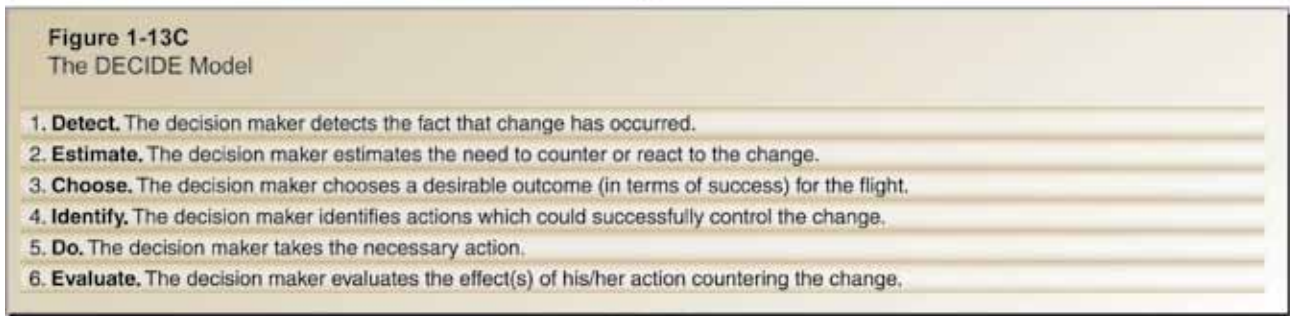 Figure 1-13C
The DECIDE Model
1. Detect. The decision maker detects the fact that change has occurred.
2. Estimate. The decision maker estimates the need to counter or react to the change.
3. Choose. The decision maker chooses a desirable outcome (in terms of success) for the flight.
4. Identify. The decision maker identifies actions which could successfully control the change.
5. Do. The decision maker takes the necessary action.
6. Evaluate. The decision maker evaluates the effect(s) of his/her action countering the change.